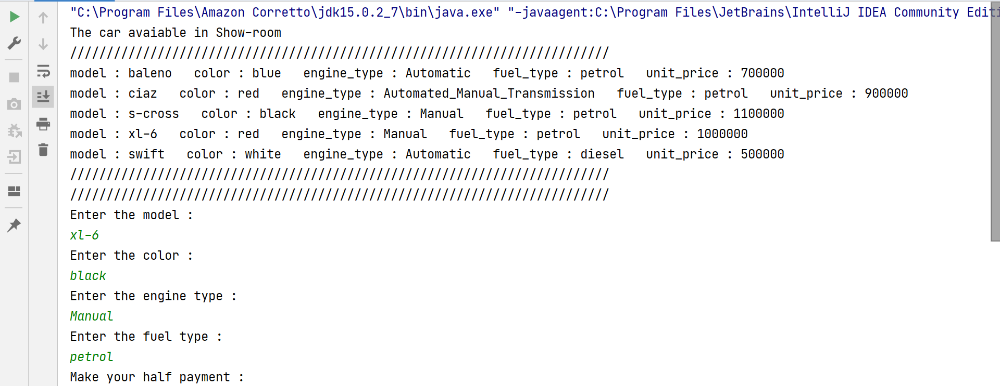 "C:\Program Files\Amazon Corretto\jdk15.0.2_7\bin\java.exe" "-javaagent:C:\Program Files\JetBrains\IntelliJ IDEA Community Editi
The car avaiable in Show-room
//////////////////////////////////////////////////////////////////////////
model : baleno   color : blue   engine_type : Automatic   fuel_type : petrol   unit_price : 700000
model : ciaz   color : red   engine_type : Automated_Manual_Transmission   fuel_type : petrol   unit_price : 900000
model : s-cross   color : black   engine_type : Manual   fuel_type : petrol   unit_price : 1100000
model : xl-6   color : red   engine_type : Manual   fuel_type : petrol   unit_price : 1000000
model : swift   color : white   engine_type : Automatic   fuel_type : diesel   unit_price : 500000
//////////////////////////////////////////////////////////////////////////
//////////////////////////////////////////////////////////////////////////
Enter the model :
xl-6
Enter the color :
black
Enter the engine type :
Manual
Enter the fuel type :
petrol
Make your half payment :